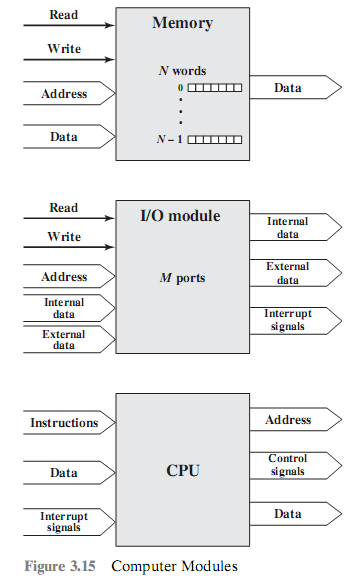 Read
Memory
Write
N words
0
Address
Data
Data
N – 1
Read
I/O module
Internal
data
Write
External
data
Address
M ports
Internal
data
Interrupt
signals
External
data
Instructions
Address
Control
signals
Data
CPU
Interrupt
signals
Data
Figure 3.15 Computer Modules